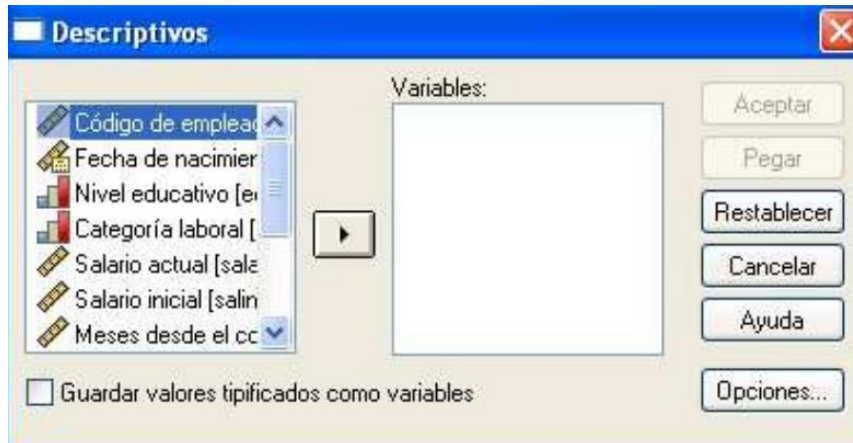 Descriptivos
Variables:
Código de emplead
Fecha de nacimier
Nivel educativo [e
Categoría laboral [
Salario actual [sala
Salario inicial [salin
Meses desde el cc
Guardar valores tipificados como variables
Aceptar
Pegar
Restablecer
Cancelar
Ayuda
Opciones...